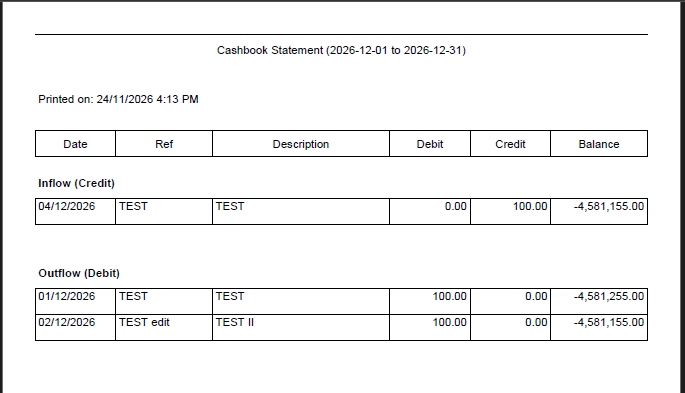 Cashbook Statement (2026-12-01 to 2026-12-31)
Printed on: 24/11/2026 4:13 PM
Date Ref Description Debit Credit Balance
Inflow (Credit)
04/12/2026 TEST TEST 0.00 100.00 -4,581,155.00
Outflow (Debit)
01/12/2026 TEST TEST 100.00 0.00 -4,581,255.00
02/12/2026 TEST edit TEST II 100.00 0.00 -4,581,155.00